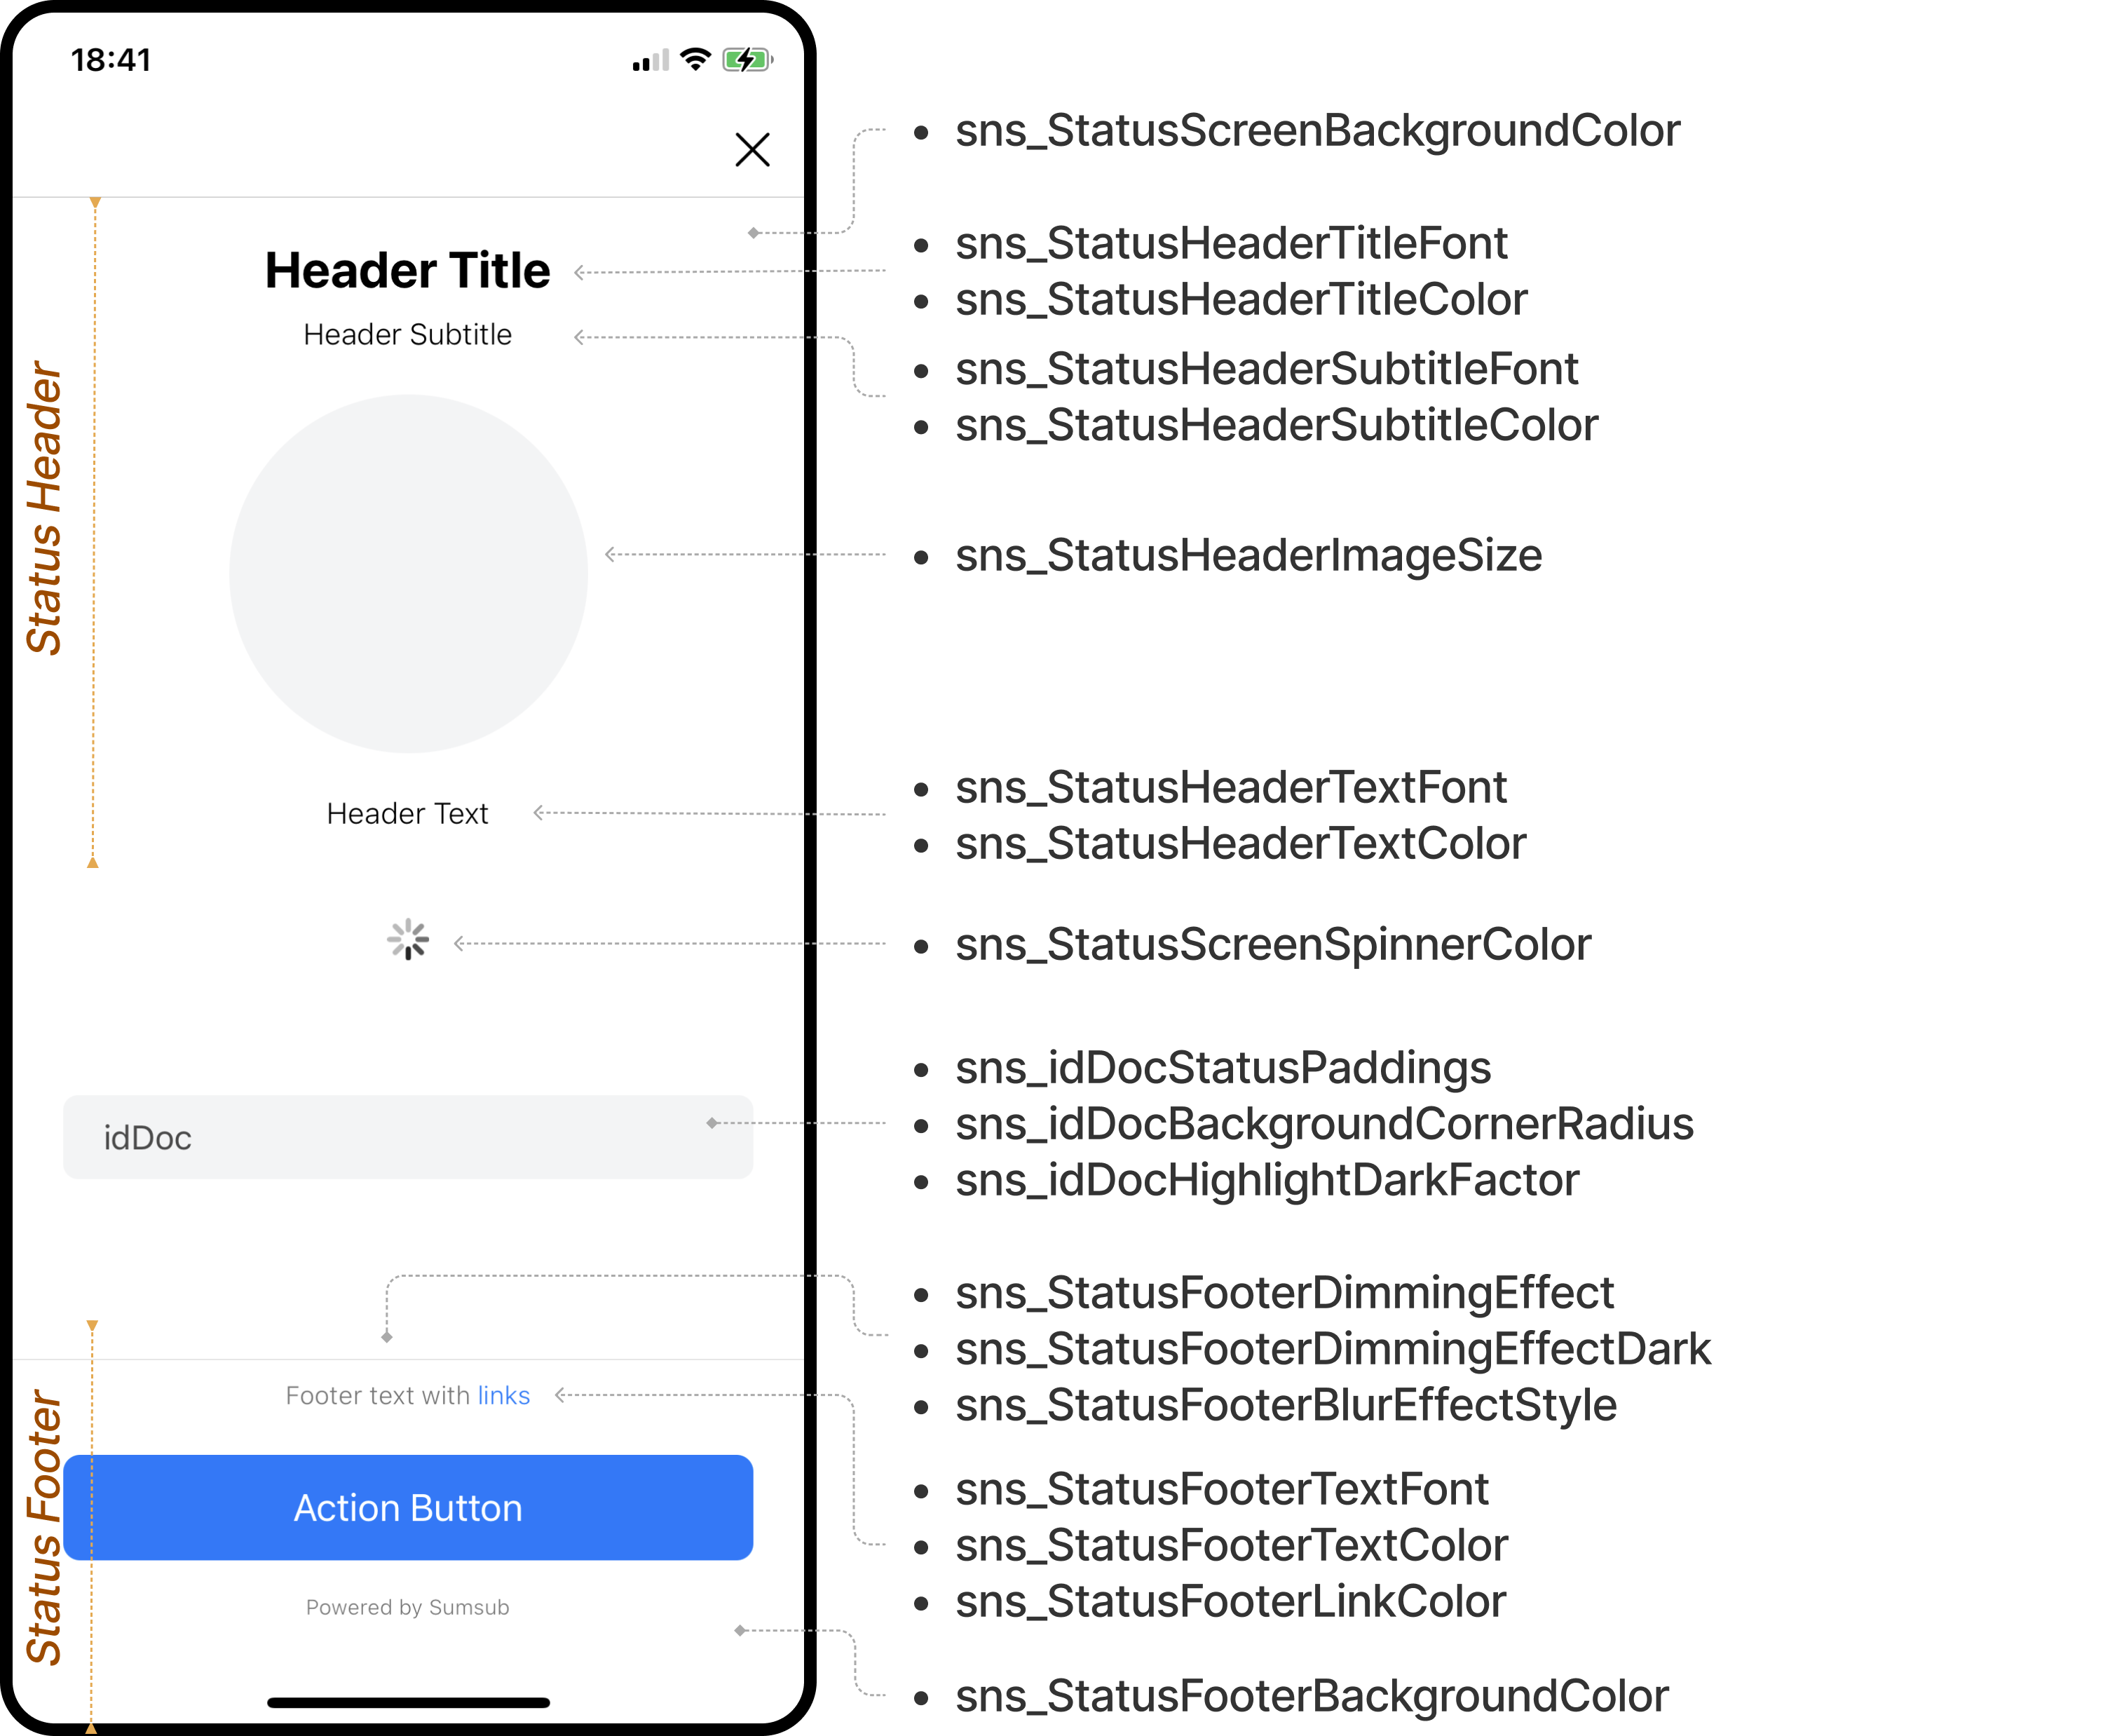 18:41
Status Header
Header Title
Header Subtitle
Header Text
idDoc
Status Footer
Footer text with links
Action Button
Powered by Sumsub
• sns_StatusScreenBackgroundColor
• sns_StatusHeaderTitleFont
• sns_StatusHeaderTitleColor
• sns_StatusHeaderSubtitleFont
• sns_StatusHeaderSubtitleColor
• sns_StatusHeaderImageSize
• sns_StatusHeaderTextFont
• sns_StatusHeaderTextColor
• sns_StatusScreenSpinnerColor
• sns_idDocStatusPaddings
• sns_idDocBackgroundCornerRadius
• sns_idDocHighlightDarkFactor
• sns_StatusFooterDimmingEffect
• sns_StatusFooterDimmingEffectDark
• sns_StatusFooterBlurEffectStyle
• sns_StatusFooterTextFont
• sns_StatusFooterTextColor
• sns_StatusFooterLinkColor
• sns_StatusFooterBackgroundColor